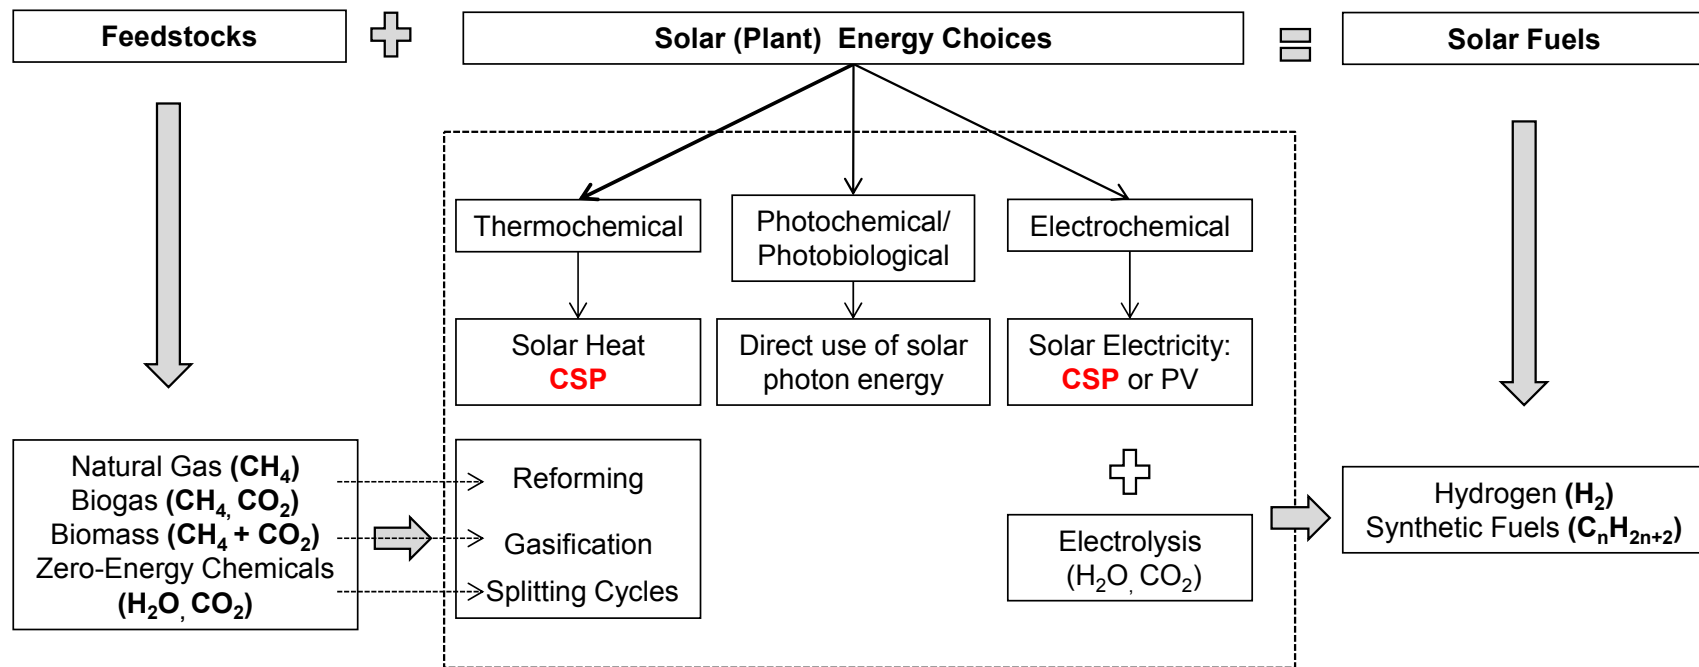 Feedstocks
Solar (Plant) Energy Choices
Solar Fuels
Thermochemical
Photochemical/
Photobiological
Electrochemical
Solar Heat
CSP
Direct use of solar
photon energy
Solar Electricity:
CSP or PV
Natural Gas (CH₄)
Biogas (CH₄, CO₂)
Biomass (CH₄ + CO₂)
Zero-Energy Chemicals
(H₂O, CO₂)
Reforming
Gasification
Splitting Cycles
Electrolysis
(H₂O, CO₂)
Hydrogen (H₂)
Synthetic Fuels (CₙH₂ₙ₊₂)